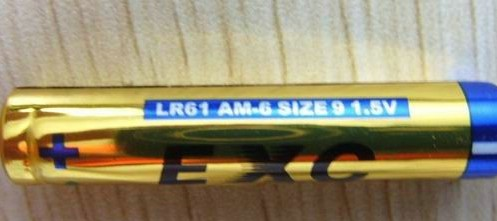 LR61 AM-6 SIZE 9 1.5V
+ EXC